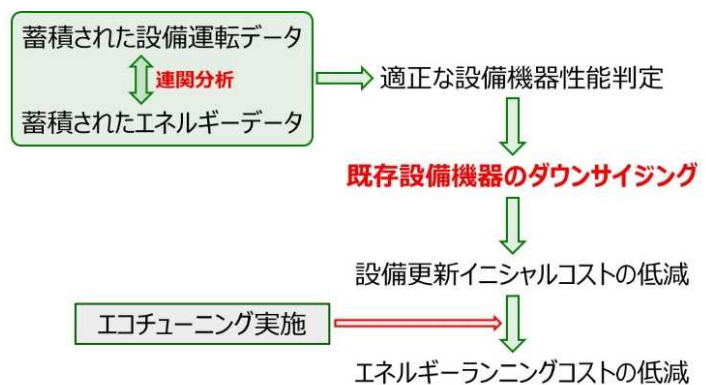 蓄積された設備運転データ
連関分析
蓄積されたエネルギーデータ
適正な設備機器性能判定
既存設備機器のダウンサイジング
設備更新イニシャルコストの低減
エコチューニング実施
エネルギーランニングコストの低減